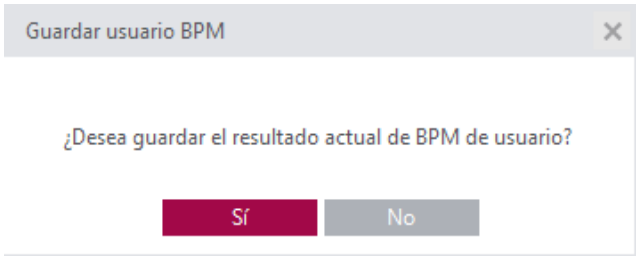 Guardar usuario BPM
¿Desea guardar el resultado actual de BPM de usuario?
Sí
No